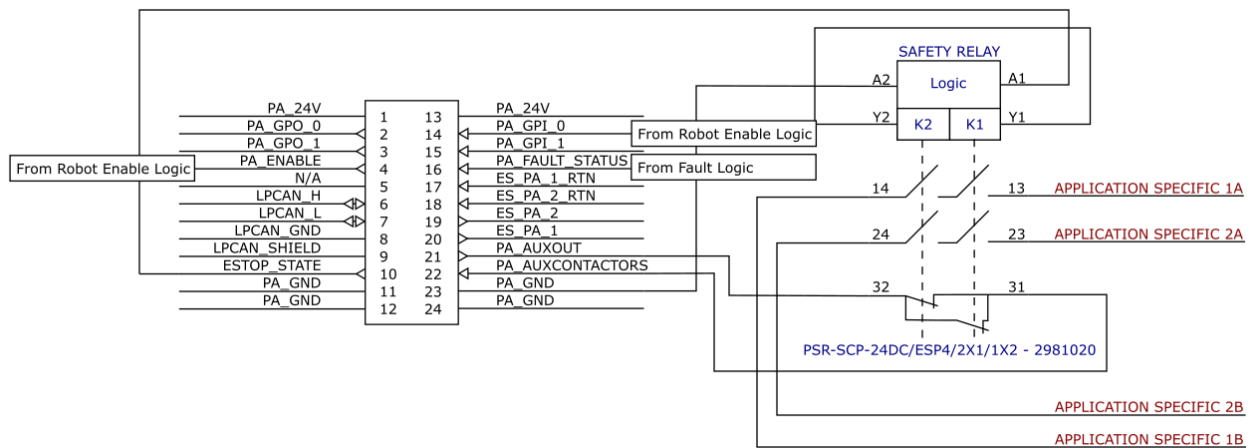 SAFETY RELAY
A2 Logic A1
Y2 K2 K1 Y1
PA_24V 1 13 PA_24V
PA_GPO_0 2 14 PA_GPI_0 From Robot Enable Logic
PA_GPO_1 3 15 PA_GPI_1
From Robot Enable Logic PA_ENABLE 4 16 PA_FAULT_STATUS From Fault Logic
N/A 5 17 ES_PA_1_RTN
LPCAN_H 6 18 ES_PA_2_RTN
LPCAN_L 7 19 ES_PA_2
LPCAN_GND 8 20 ES_PA_1
LPCAN_SHIELD 9 21 PA_AUXOUT
ESTOP_STATE 10 22 PA_AUXCONTACTORS
PA_GND 11 23 PA_GND
PA_GND 12 24 PA_GND
14 13 APPLICATION SPECIFIC 1A
24 23 APPLICATION SPECIFIC 2A
32 31
PSR-SCP-24DC/ESP4/2X1/1X2 - 2981020
APPLICATION SPECIFIC 2B
APPLICATION SPECIFIC 1B